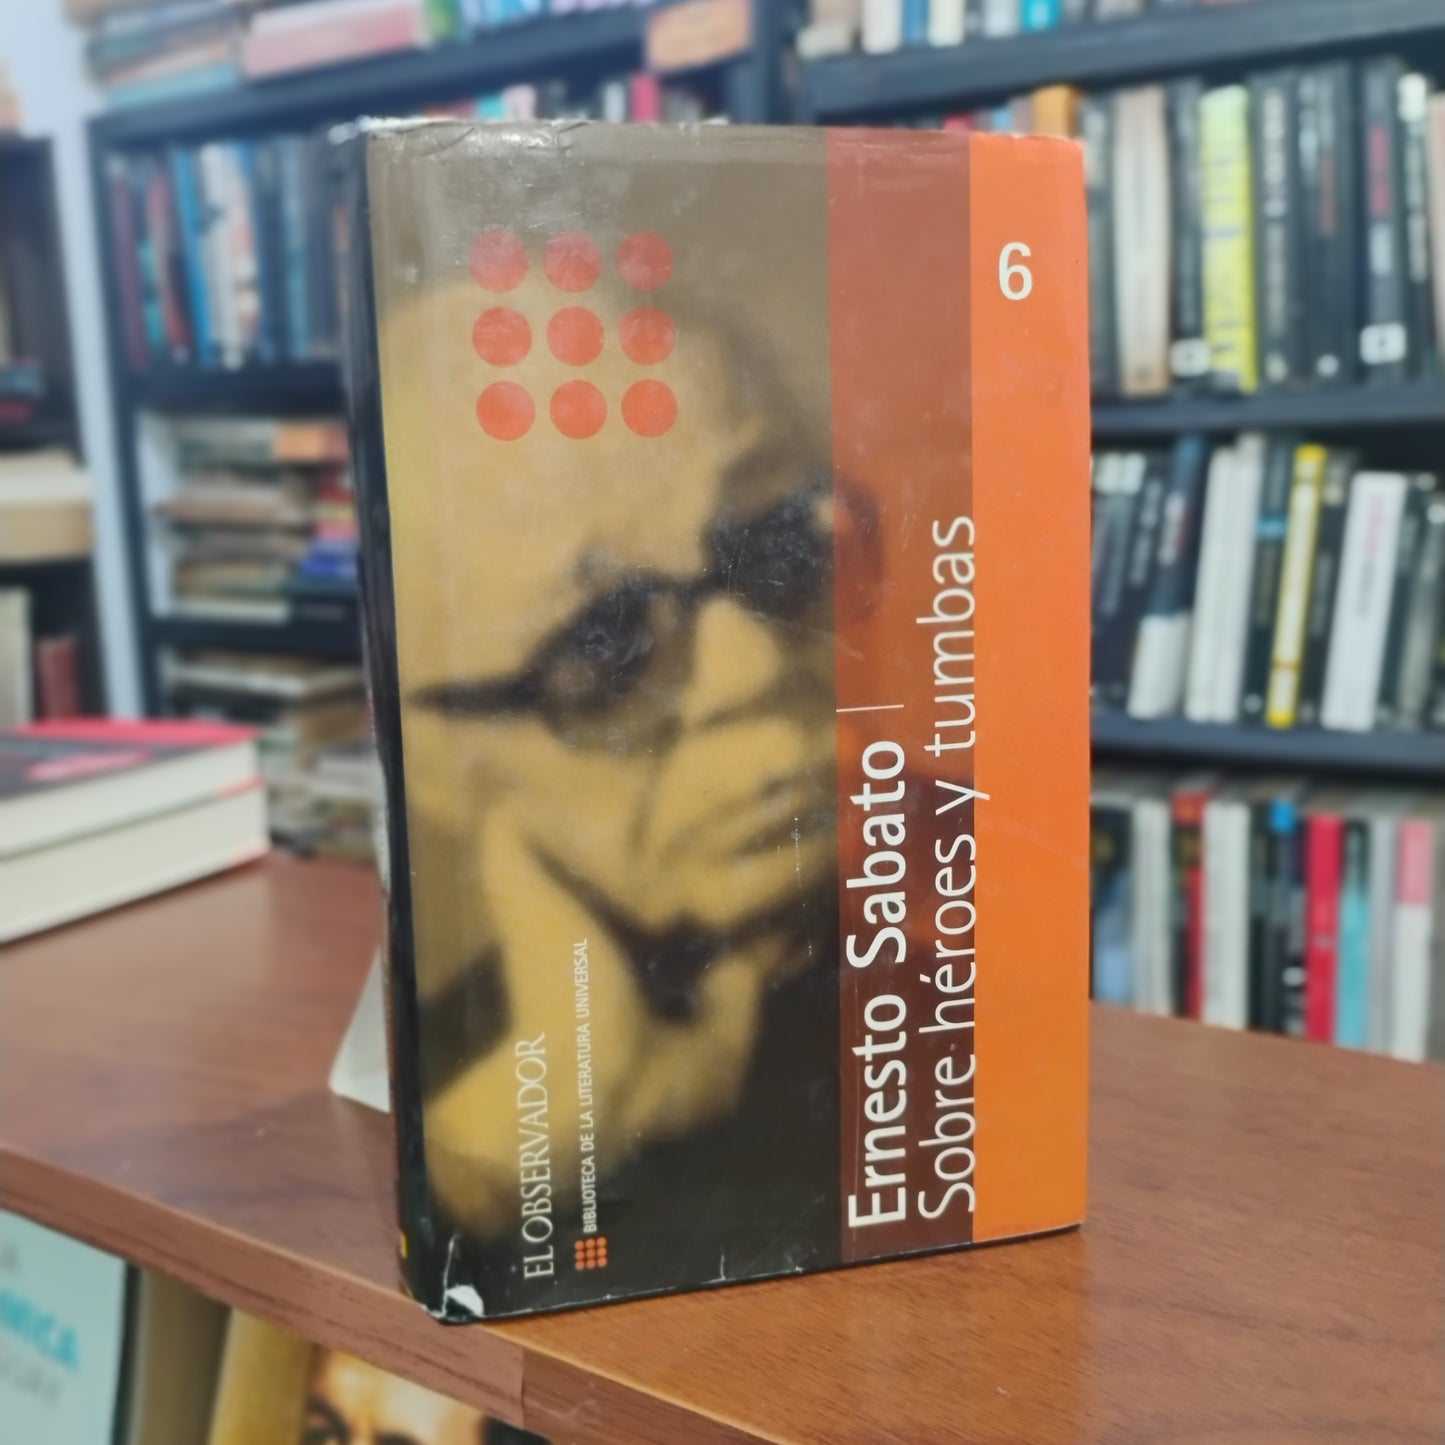 6
Ernesto Sabato
Sobre héroes y tumbas
EL OBSERVADOR
BIBLIOTECA DE LA LITERATURA UNIVERSAL